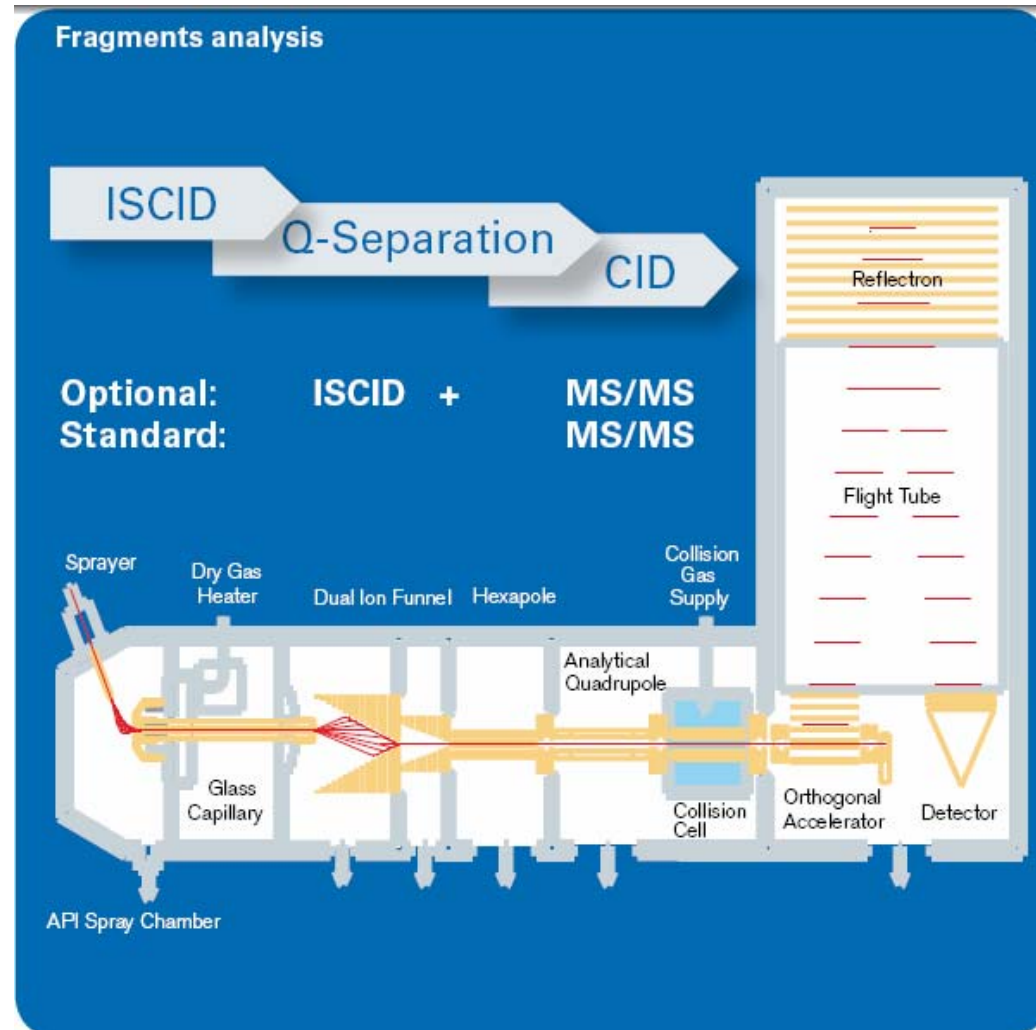 Fragments analysis
ISCID
Q-Separation
CID
Optional: ISCID + MS/MS
Standard: MS/MS
Reflectron
Flight Tube
Sprayer
Dry Gas
Heater
Dual Ion Funnel
Hexapole
Collision
Gas
Supply
Analytical
Quadrupole
Glass
Capillary
Collision
Cell
Orthogonal
Accelerator
Detector
API Spray Chamber